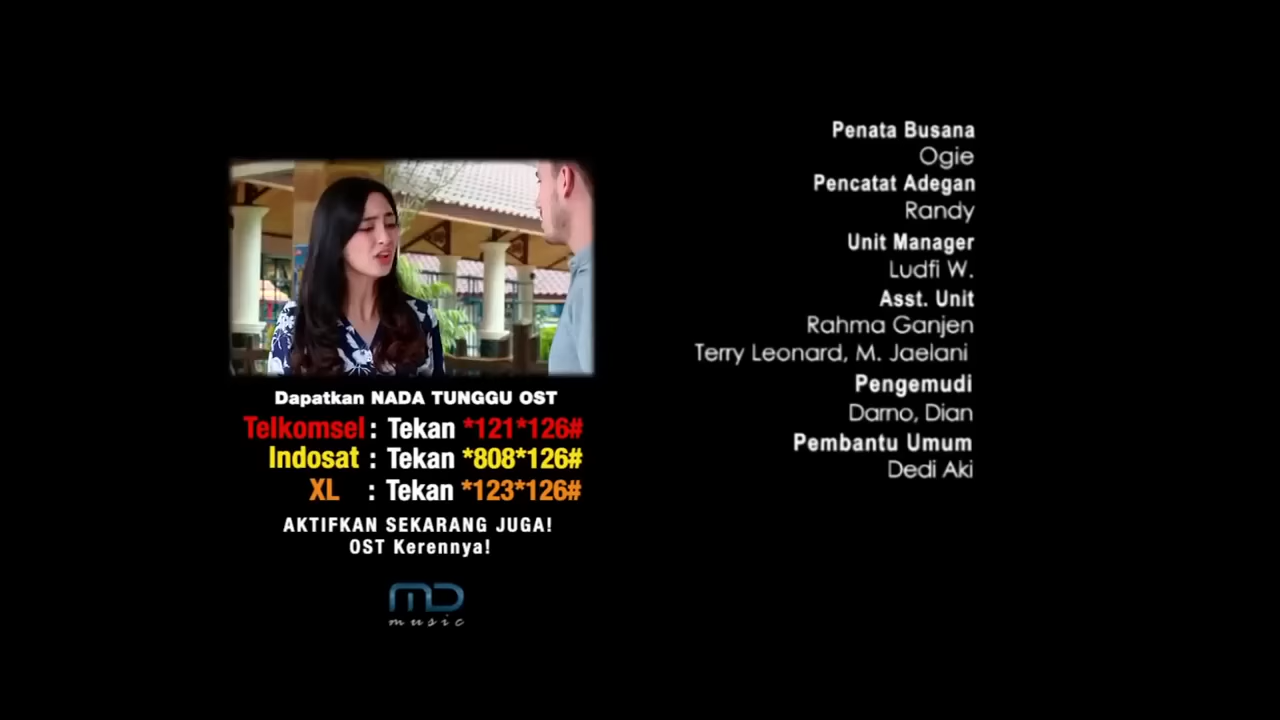 Dapatkan NADA TUNGGU OST
Telkomsel : Tekan *121*126#
Indosat : Tekan *808*126#
XL : Tekan *123*126#
AKTIFKAN SEKARANG JUGA!
OST Kerennya!
MD
music
Penata Busana
Ogie
Pencatat Adegan
Randy
Unit Manager
Ludfi W.
Asst. Unit
Rahma Ganjen
Terry Leonard, M. Jaelani
Pengemudi
Darno, Dian
Pembantu Umum
Dedi Aki